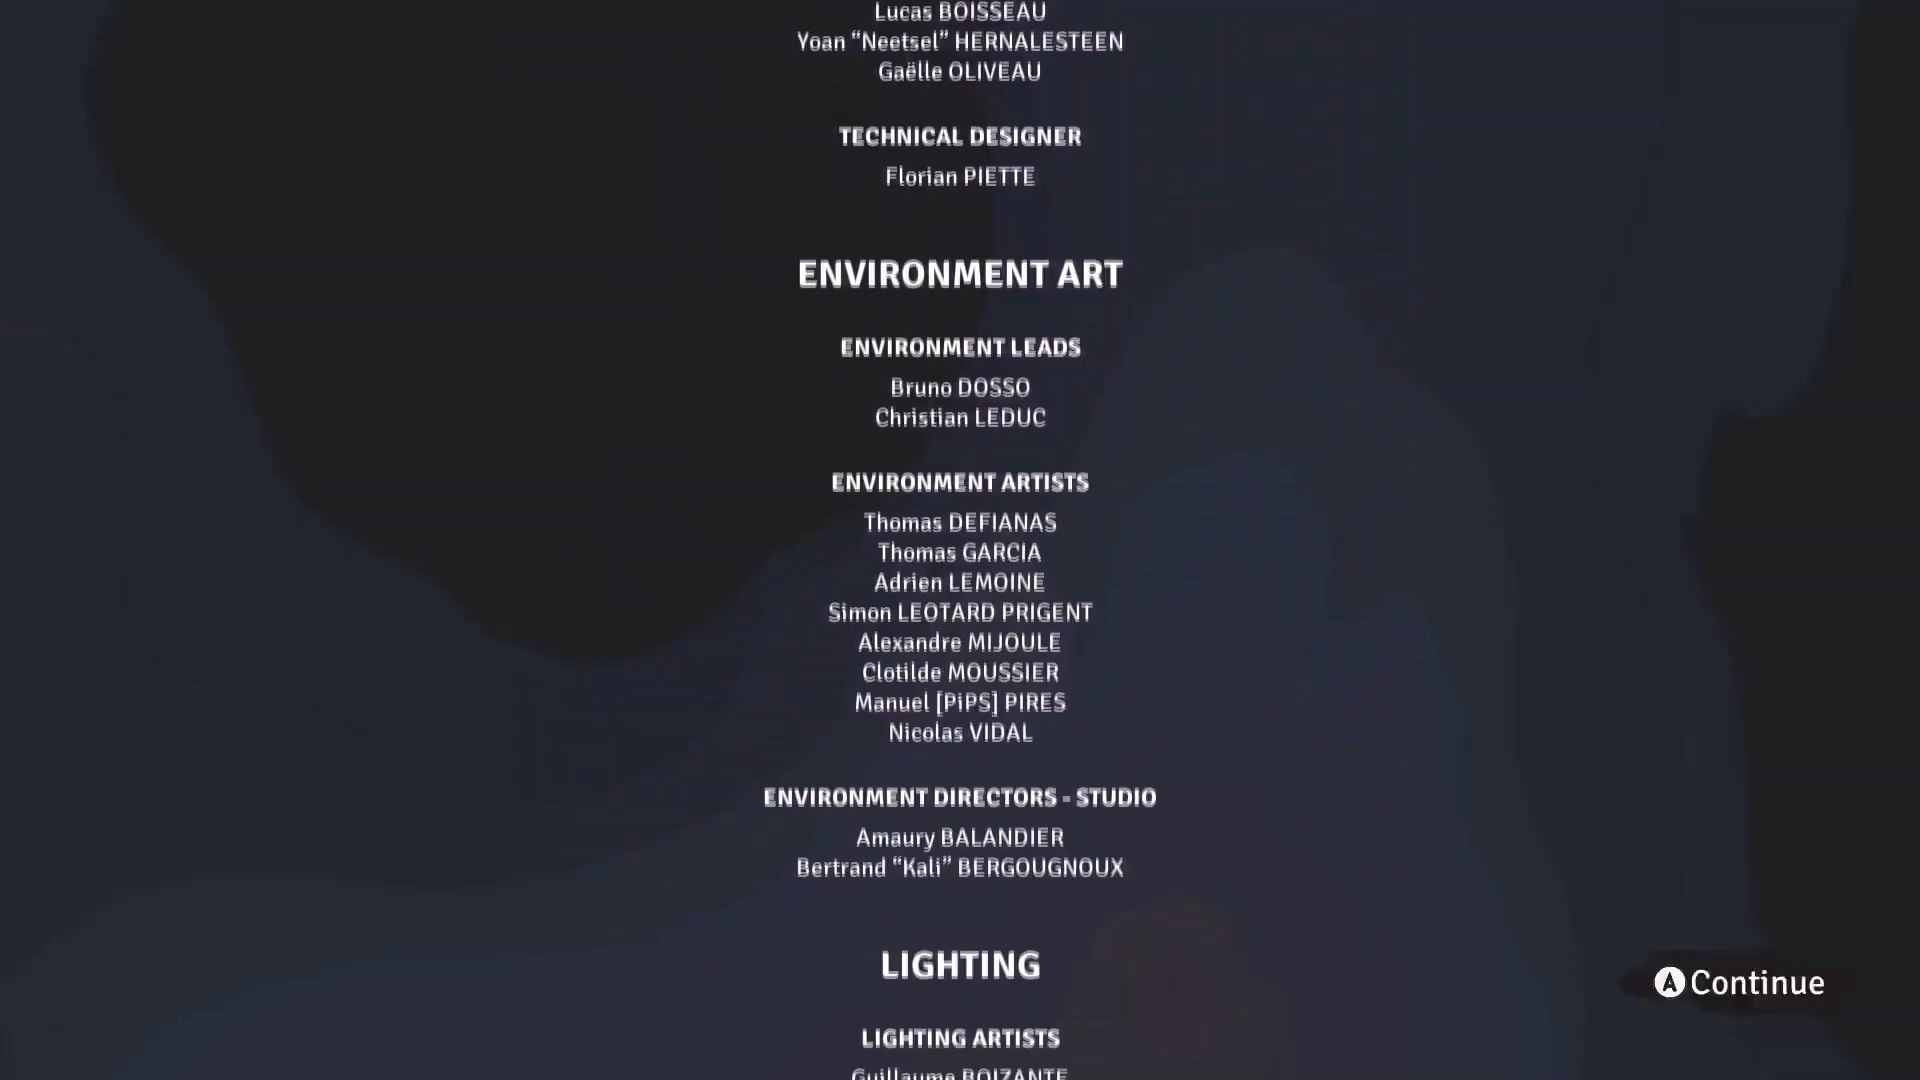 Lucas BOISSEAU
Yoan “Neetsel” HERNALESTEEN
Gaëlle OLIVEAU
TECHNICAL DESIGNER
Florian PIETTE
ENVIRONMENT ART
ENVIRONMENT LEADS
Bruno DOSSO
Christian LEDUC
ENVIRONMENT ARTISTS
Thomas DEFIANAS
Thomas GARCIA
Adrien LEMOINE
Simon LEOTARD PRIGENT
Alexandre MIJOULE
Clotilde MOUSSIER
Manuel [PiPS] PIRES
Nicolas VIDAL
ENVIRONMENT DIRECTORS - STUDIO
Amaury BALANDIER
Bertrand “Kali” BERGOUGNOUX
LIGHTING
A Continue
LIGHTING ARTISTS
Guillaume BOIZANTE